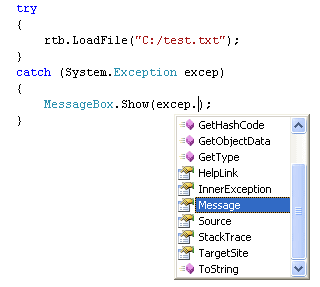 try
{
rtb.LoadFile("C:/test.txt");
}
catch (System.Exception excep)
{
MessageBox.Show(excep.);
}
GetHashCode
GetObjectData
GetType
HelpLink
InnerException
Message
Source
StackTrace
TargetSite
ToString